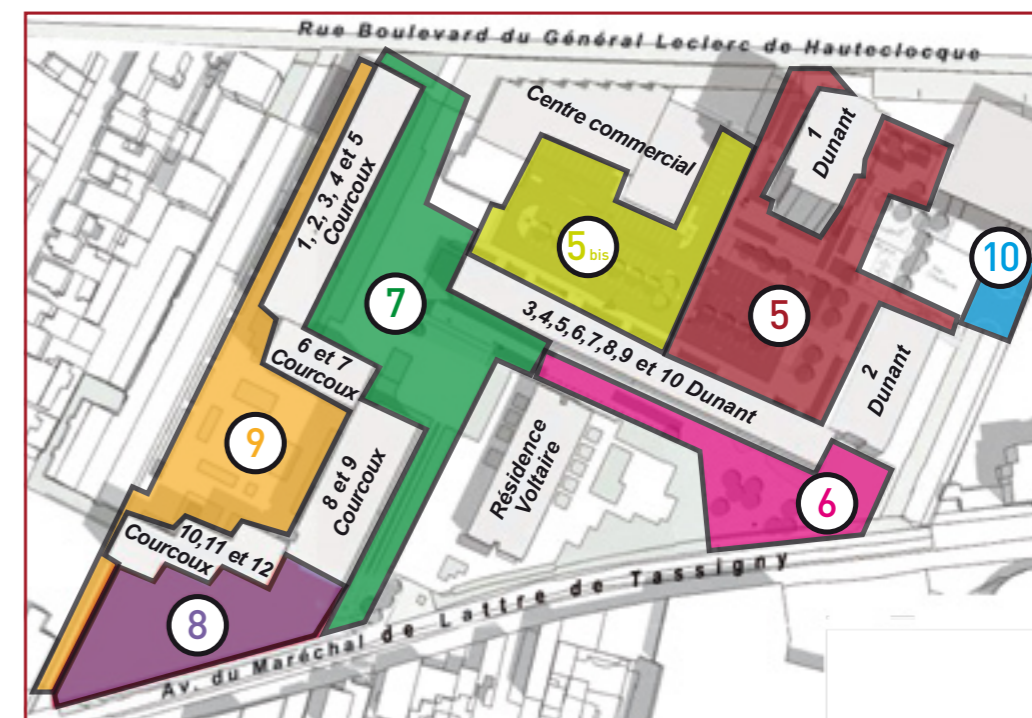 Rue Boulevard du Général Leclerc de Hauteclocque
Centre commercial
1
Dunant
1, 2, 3, 4 et 5
Courcoux
5 bis
10
7
5
3,4,5,6,7,8,9 et 10 Dunant
6 et 7
Courcoux
2
Dunant
9
Résidence
Voltaire
8 et 9
Courcoux
6
10,11 et 12
Courcoux
8
Av. du Maréchal de Lattre de Tassigny